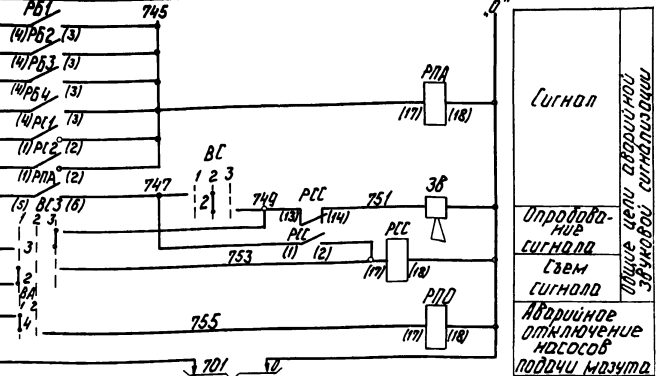 РБ1 745 "0"
(4)РБ2 (3)
(4)РБ3 (3)
(4)РБ4 (3)
(4)РС1 (3)
(1)РС2 (2)
(1)РПА (2)
(5) ВС3 (6)
747
ВС
1 2 3
2
749
РСС
(13) (14)
751
ЗВ
РПА
(17) (18)
1 2 3
3
2
РСС
(1) (2)
753
РСС
(17) (18)
ВА
1 2
4
755
РПО
(17) (18)
701 0
Сигнал
Опробова-
ние
сигнала
Съем
сигнала
Аварийное
отключение
насосов
подачи мазута
Общие цепи аварийной
звуковой сигнализации